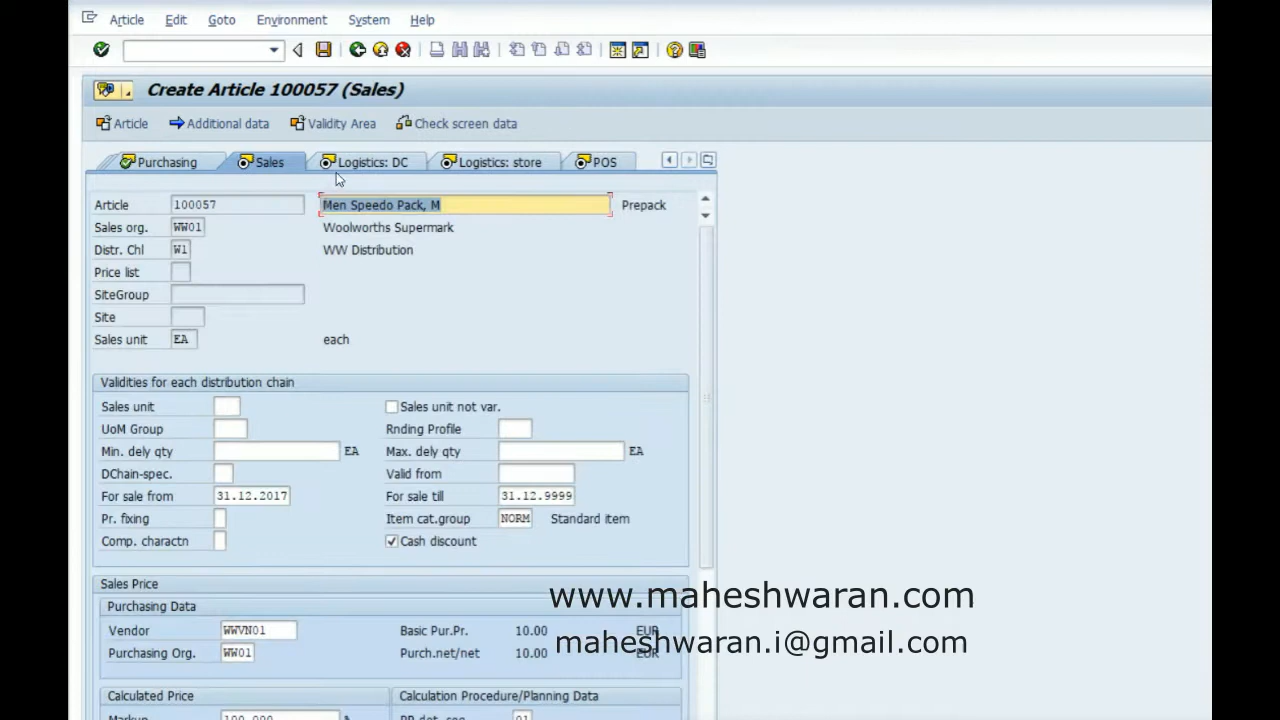 Article Edit Goto Environment System Help
Create Article 100057 (Sales)
Article Additional data Validity Area Check screen data
Purchasing Sales Logistics: DC Logistics: store POS
Article 100057 Men Speedo Pack, M Prepack
Sales org. WW01 Woolworths Supermark
Distr. Chl W1 WW Distribution
Price list
SiteGroup
Site
Sales unit EA each
Validities for each distribution chain
Sales unit Sales unit not var.
UoM Group Rnding Profile
Min. dely qty EA Max. dely qty EA
DChain-spec. Valid from
For sale from 31.12.2017 For sale till 31.12.9999
Pr. fixing Item cat.group NORM Standard item
Comp. charactn Cash discount
Sales Price
www.maheshwaran.com
Purchasing Data
Vendor WWVN01 Basic Pur.Pr. 10.00 EUR
maheshwaran.i@gmail.com
Purchasing Org. WW01 Purch.net/net 10.00 EUR
Calculated Price Calculation Procedure/Planning Data
Markup 100.000 % PP det. seq. 01